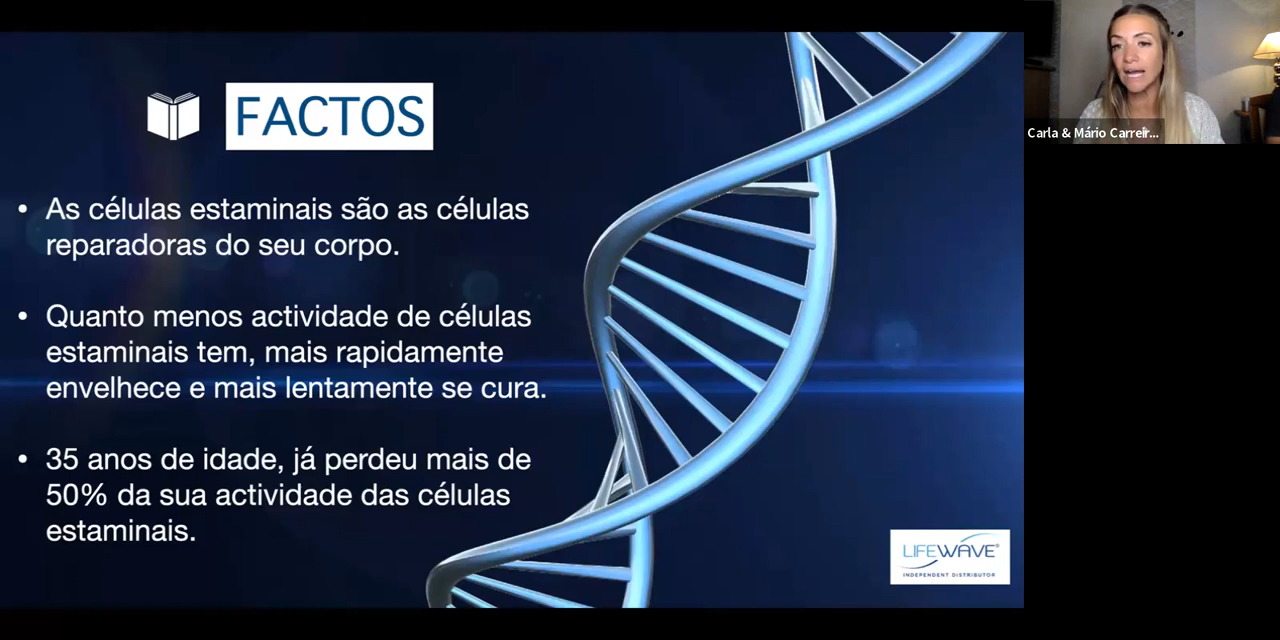 FACTOS
• As células estaminais são as células
reparadoras do seu corpo.
• Quanto menos actividade de células
estaminais tem, mais rapidamente
envelhece e mais lentamente se cura.
• 35 anos de idade, já perdeu mais de
50% da sua actividade das células
estaminais.
LIFEWAVE®
INDEPENDENT DISTRIBUTOR
Carla & Mário Carreir...